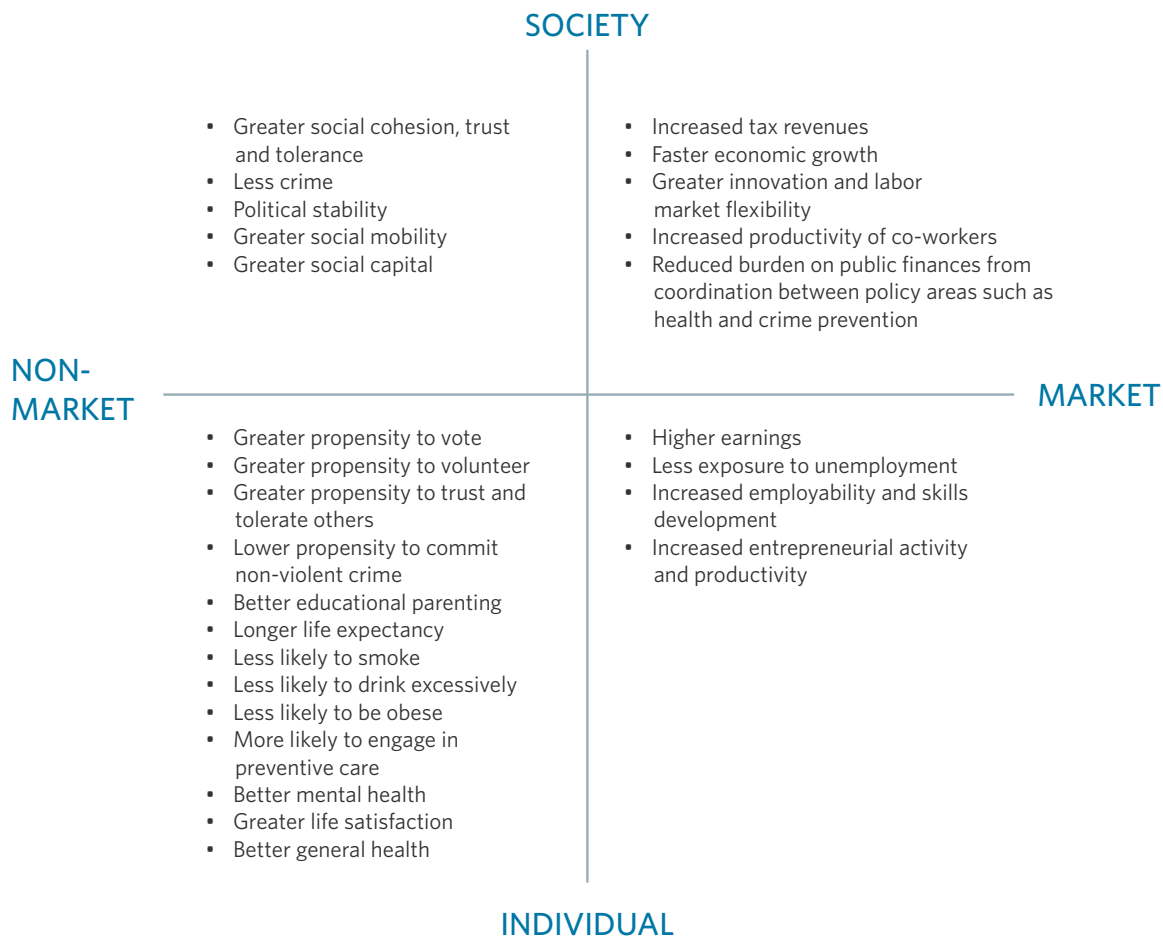 SOCIETY
• Greater social cohesion, trust
and tolerance
• Less crime
• Political stability
• Greater social mobility
• Greater social capital
• Increased tax revenues
• Faster economic growth
• Greater innovation and labor
market flexibility
• Increased productivity of co-workers
• Reduced burden on public finances from
coordination between policy areas such as
health and crime prevention
NON-
MARKET
MARKET
• Greater propensity to vote
• Greater propensity to volunteer
• Greater propensity to trust and
tolerate others
• Lower propensity to commit
non-violent crime
• Better educational parenting
• Longer life expectancy
• Less likely to smoke
• Less likely to drink excessively
• Less likely to be obese
• More likely to engage in
preventive care
• Better mental health
• Greater life satisfaction
• Better general health
• Higher earnings
• Less exposure to unemployment
• Increased employability and skills
development
• Increased entrepreneurial activity
and productivity
INDIVIDUAL